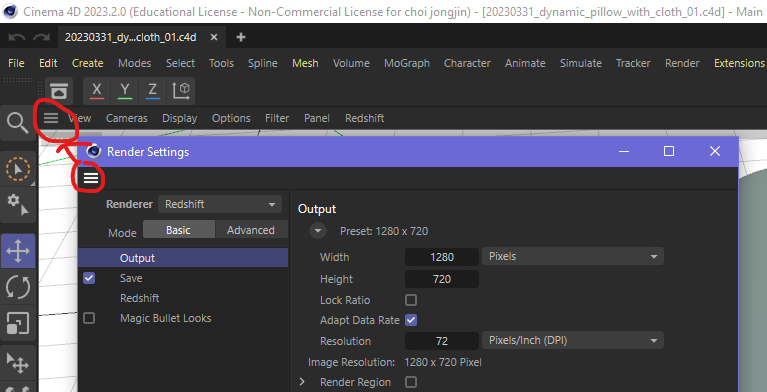 Cinema 4D 2023.2.0 (Educational License - Non-Commercial License for choi jongjin) - [20230331_dynamic_pillow_with_cloth_01.c4d] - Main
20230331_dy...cloth_01.c4d
File Edit Create Modes Select Tools Spline Mesh Volume MoGraph Character Animate Simulate Tracker Render Extensions
X Y Z
View Cameras Display Options Filter Panel Redshift
Render Settings
Renderer Redshift
Mode Basic Advanced
Output
Save
Redshift
Magic Bullet Looks
Output
Preset: 1280 x 720
Width 1280 Pixels
Height 720
Lock Ratio
Adapt Data Rate
Resolution 72 Pixels/Inch (DPI)
Image Resolution: 1280 x 720 Pixel
Render Region